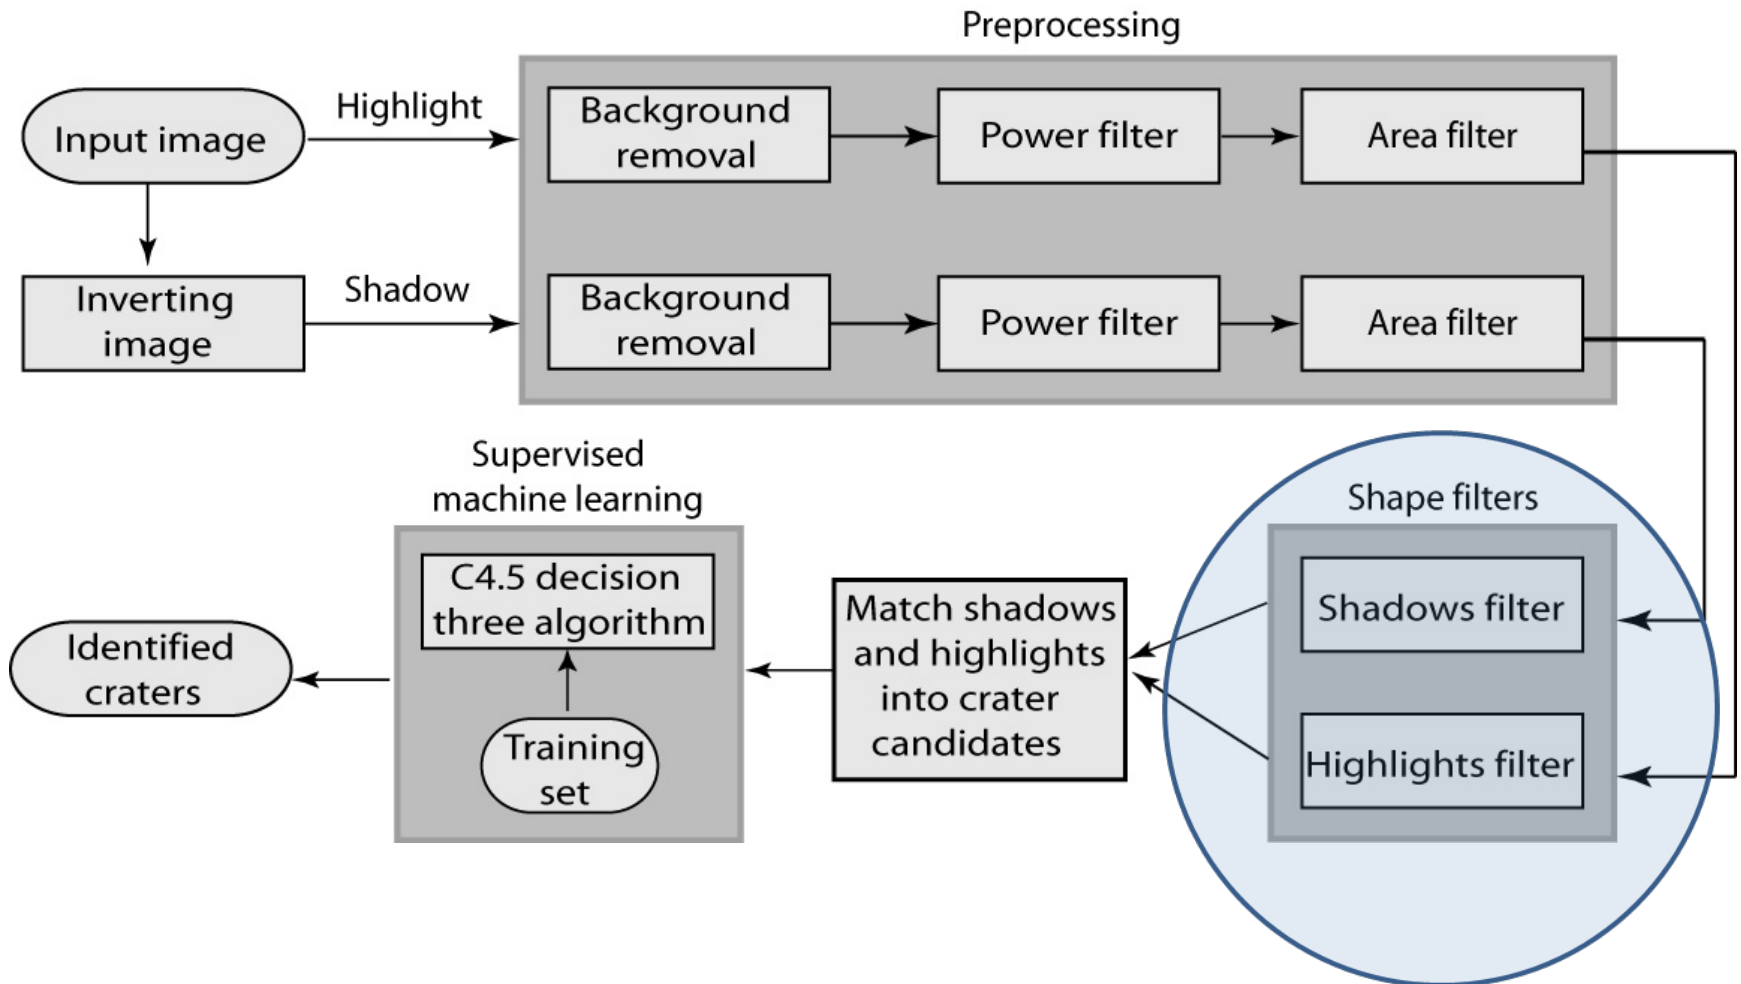 Preprocessing
Input image
Highlight
Background
removal
Power filter
Area filter
Inverting
image
Shadow
Background
removal
Power filter
Area filter
Supervised
machine learning
C4.5 decision
three algorithm
Training
set
Identified
craters
Match shadows
and highlights
into crater
candidates
Shape filters
Shadows filter
Highlights filter